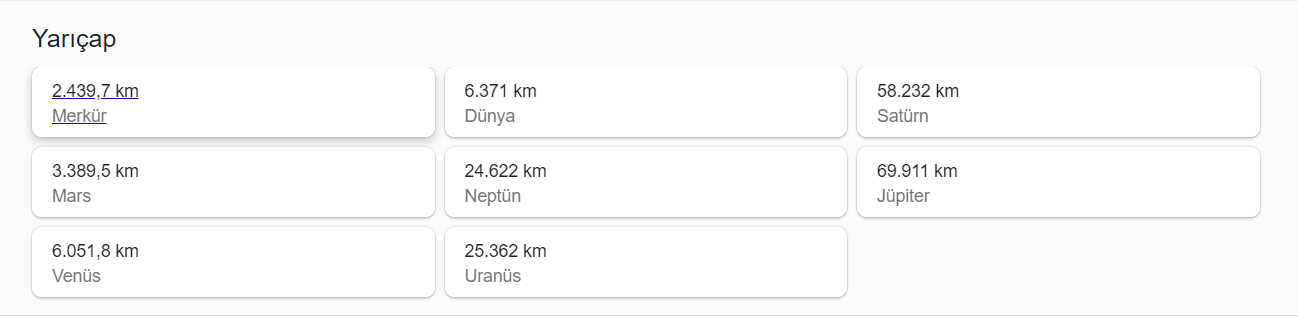 Yarıçap
2.439,7 km
Merkür
3.389,5 km
Mars
6.051,8 km
Venüs
6.371 km
Dünya
24.622 km
Neptün
25.362 km
Uranüs
58.232 km
Satürn
69.911 km
Jüpiter